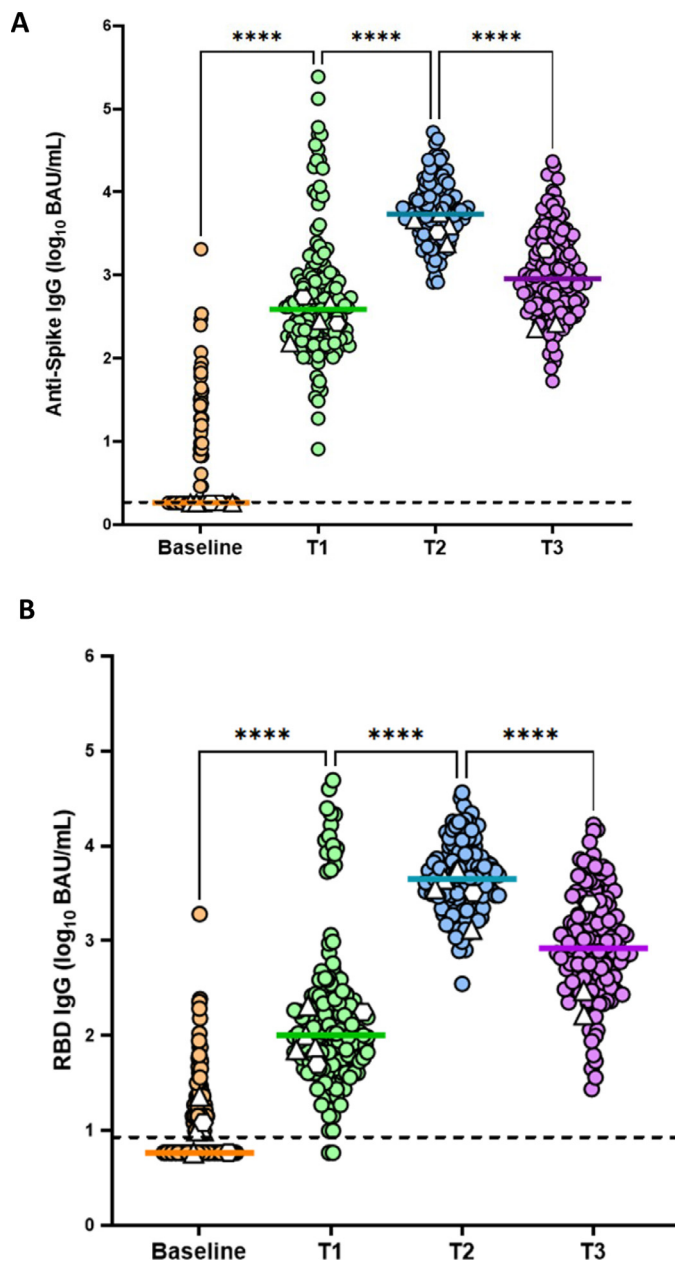 A
6
**** **** ****
5
4
3
2
1
0
Anti-Spike IgG (log₁₀ BAU/mL)
Baseline T1 T2 T3
B
6
5
**** **** ****
4
3
2
1
0
RBD IgG (log₁₀ BAU/mL)
Baseline T1 T2 T3